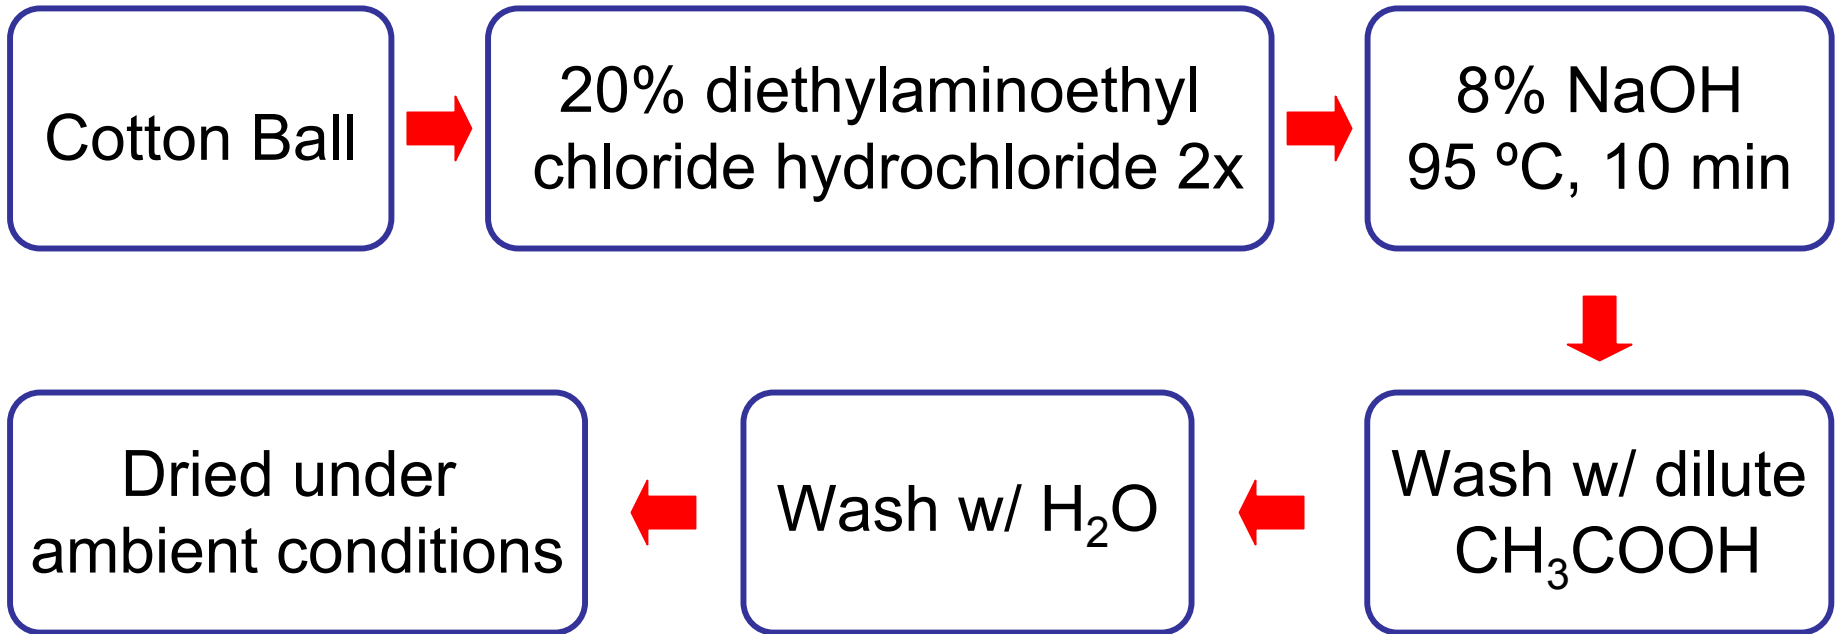 Cotton Ball
20% diethylaminoethyl
chloride hydrochloride 2x
8% NaOH
95 ºC, 10 min
Wash w/ dilute
CH₃COOH
Wash w/ H₂O
Dried under
ambient conditions